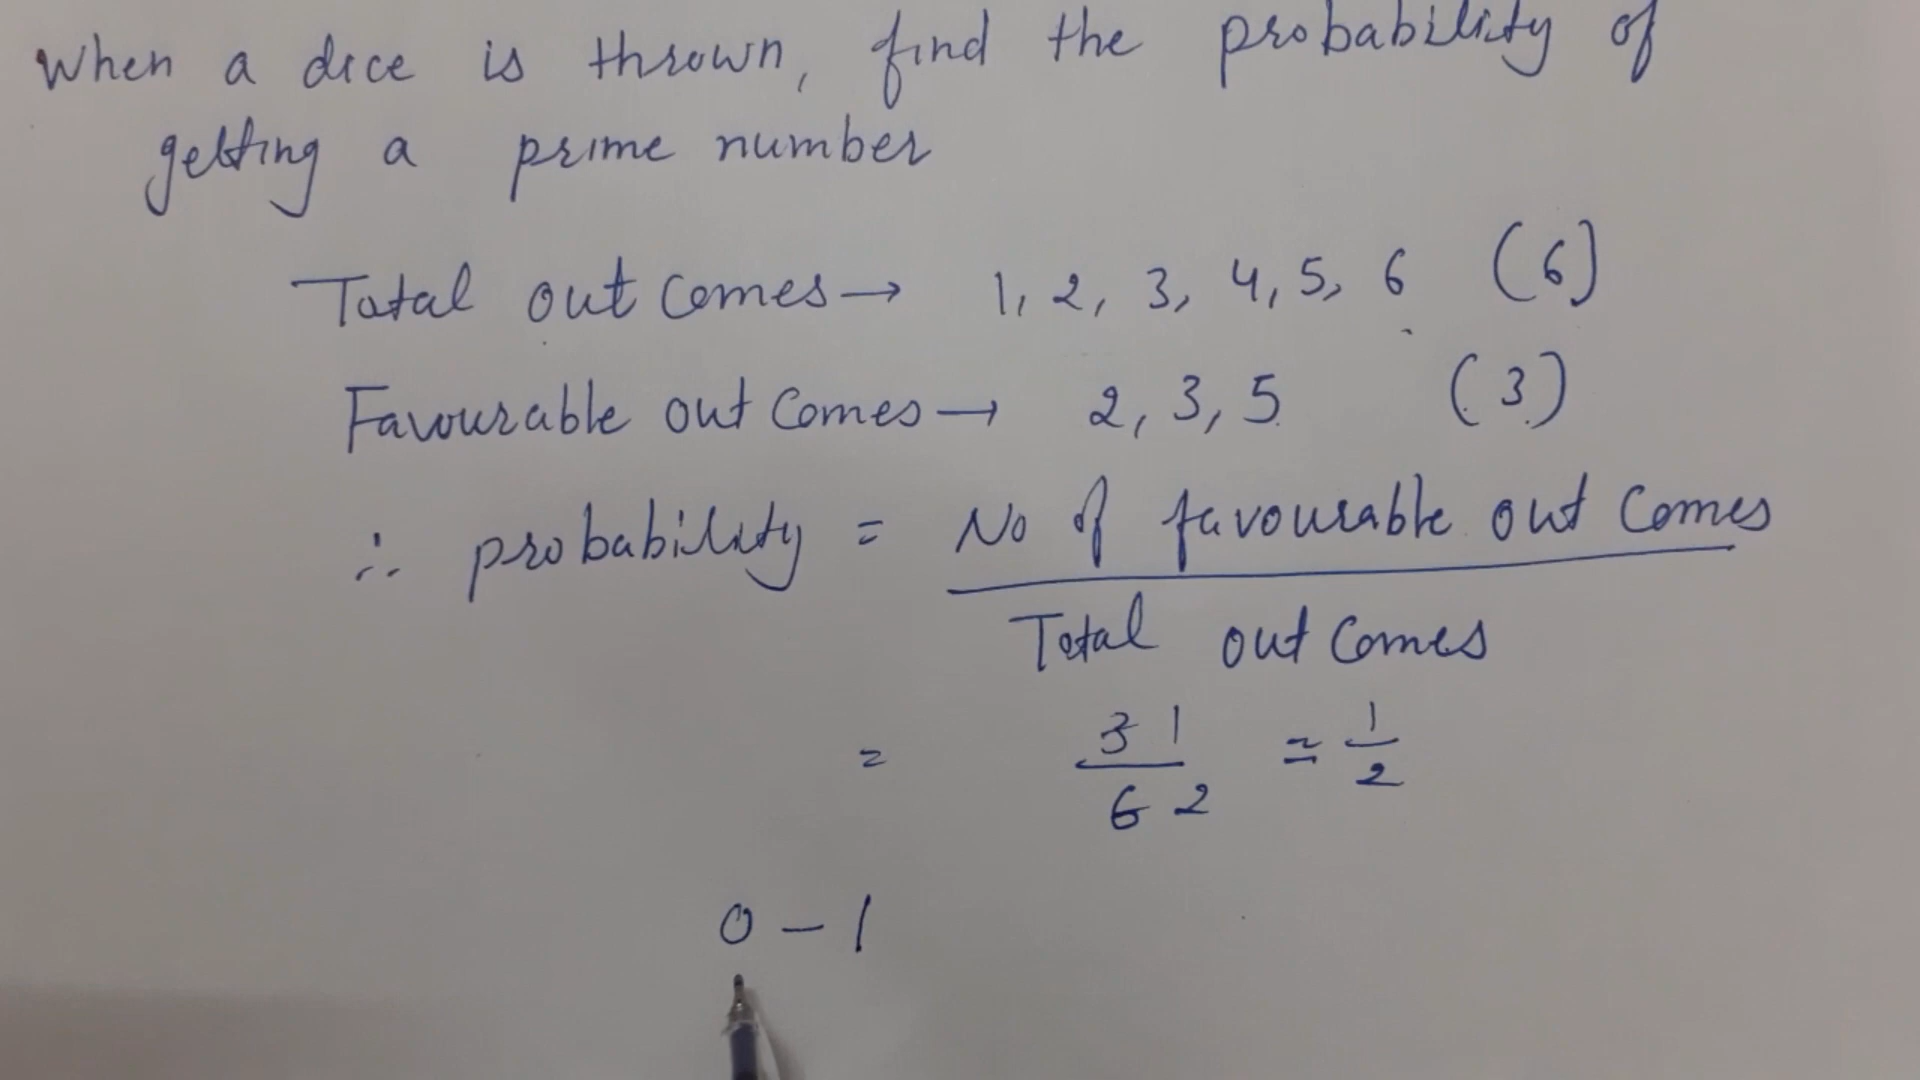 When a dice is thrown, find the probability of
getting a prime number
Total out comes → 1, 2, 3, 4, 5, 6 (6)
Favourable out comes → 2, 3, 5 (3)
∴ probability = No of favourable out comes
Total out comes
= 3 1 = 1
6 2 2
0 – 1